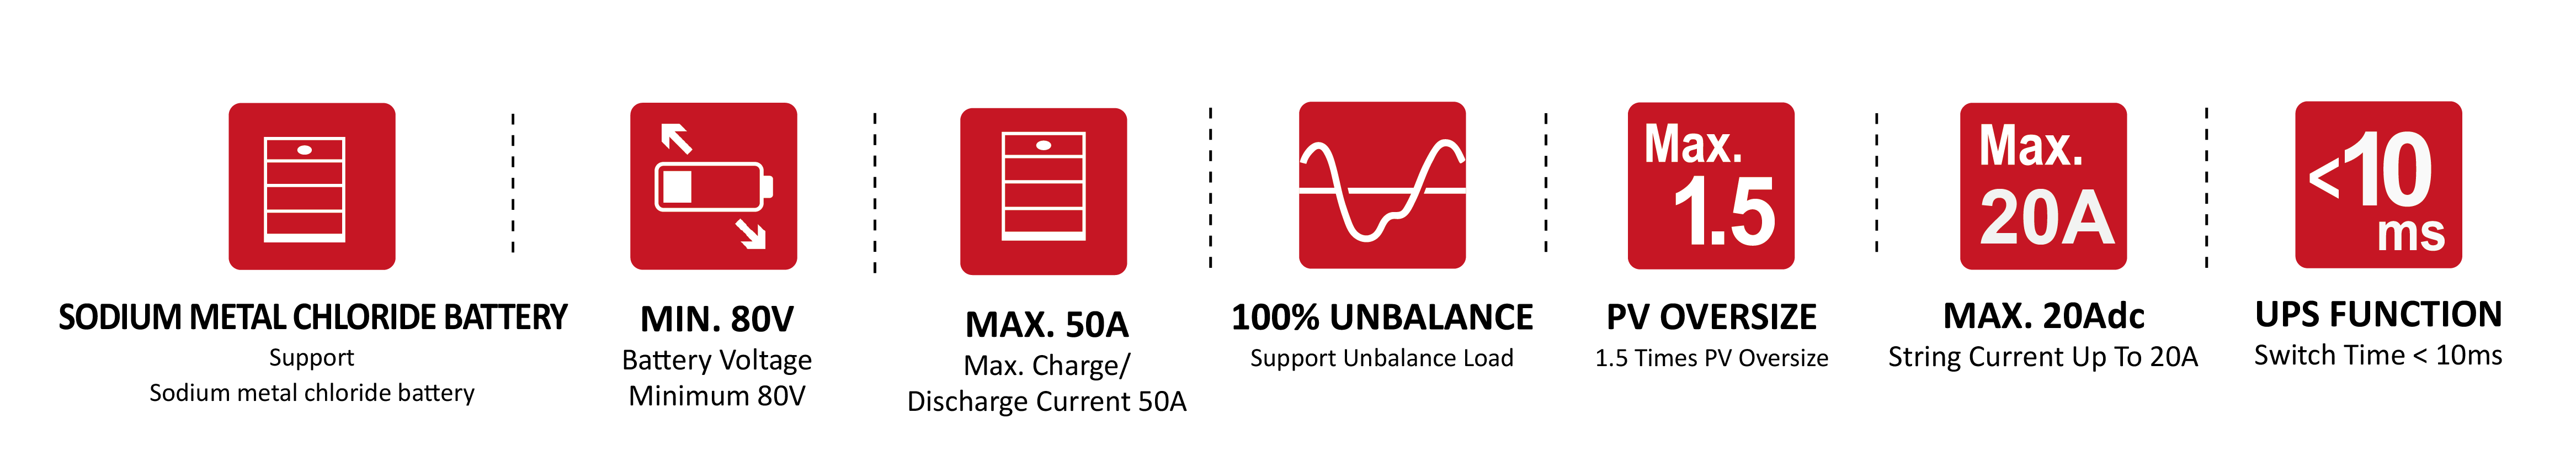 SODIUM METAL CHLORIDE BATTERY
Support
Sodium metal chloride battery
MIN. 80V
Battery Voltage
Minimum 80V
MAX. 50A
Max. Charge/
Discharge Current 50A
100% UNBALANCE
Support Unbalance Load
Max.
1.5
PV OVERSIZE
1.5 Times PV Oversize
Max.
20A
MAX. 20Adc
String Current Up To 20A
<10
ms
UPS FUNCTION
Switch Time < 10ms